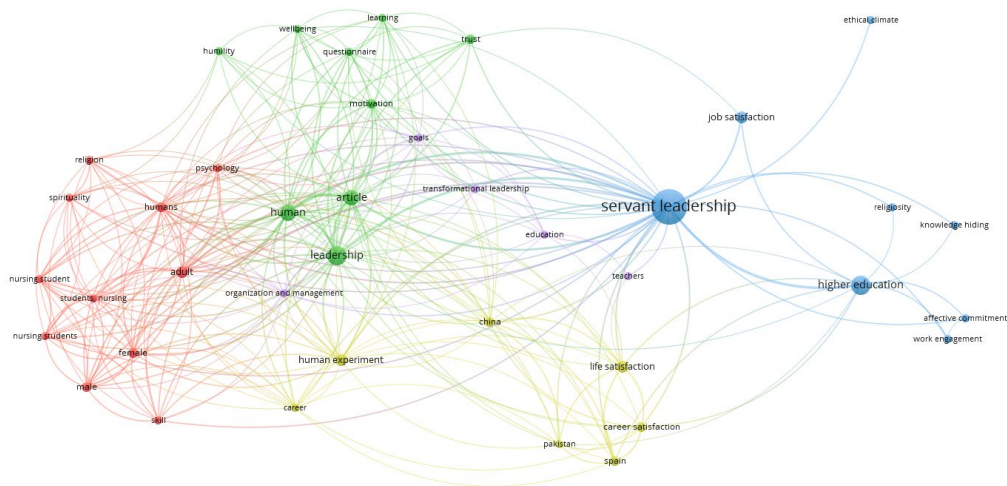 learning
ethical climate
wellbeing
trust
humility
questionnaire
motivation
job satisfaction
goals
religion
psychology
transformational leadership
spirituality
article
humans
human
servant leadership
religiosity
knowledge hiding
education
leadership
nursing student
adult
teachers
students, nursing
organization and management
higher education
china
affective commitment
nursing students
work engagement
female
human experiment
life satisfaction
male
career
skill
career satisfaction
pakistan
spain